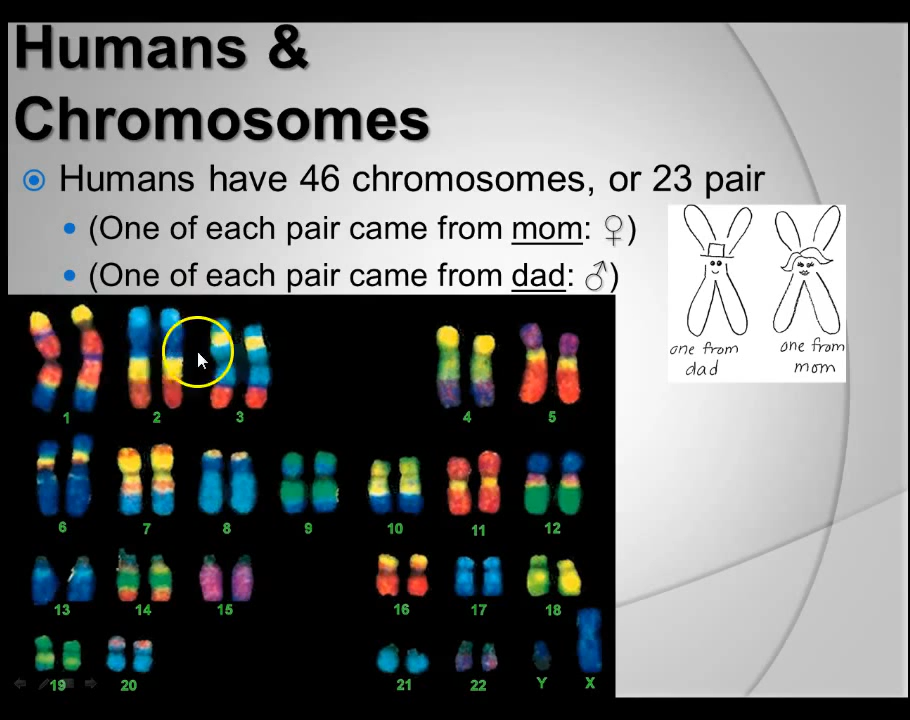 Humans &
Chromosomes
Humans have 46 chromosomes, or 23 pair
(One of each pair came from mom: ♀)
(One of each pair came from dad: ♂)
one from
dad
one from
mom
1 2 3 4 5
6 7 8 9 10 11 12
13 14 15 16 17 18
19 20 21 22 Y X